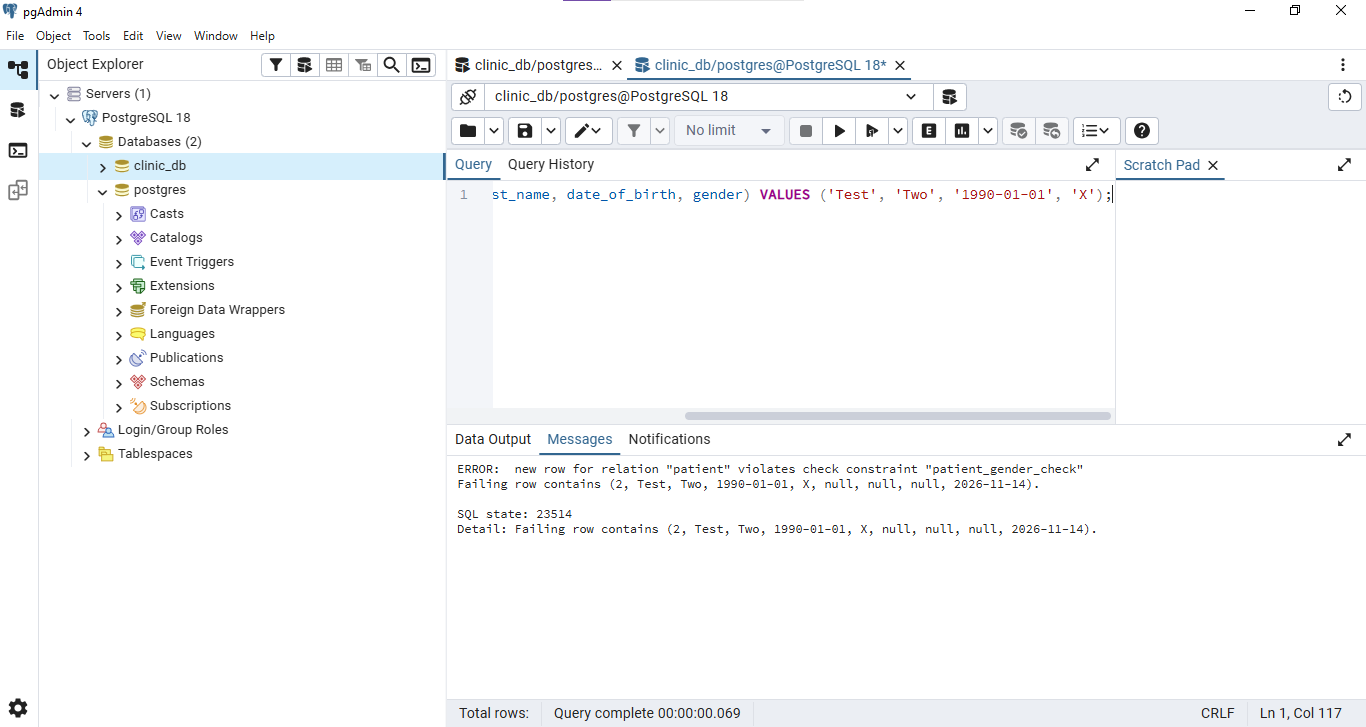 pgAdmin 4
File Object Tools Edit View Window Help
Object Explorer
Servers (1)
PostgreSQL 18
Databases (2)
clinic_db
postgres
Casts
Catalogs
Event Triggers
Extensions
Foreign Data Wrappers
Languages
Publications
Schemas
Subscriptions
Login/Group Roles
Tablespaces
clinic_db/postgres... clinic_db/postgres@PostgreSQL 18*
clinic_db/postgres@PostgreSQL 18
No limit E
Query Query History
Scratch Pad
1 st_name, date_of_birth, gender) VALUES ('Test', 'Two', '1990-01-01', 'X');
Data Output Messages Notifications
ERROR:  new row for relation "patient" violates check constraint "patient_gender_check"
Failing row contains (2, Test, Two, 1990-01-01, X, null, null, null, 2026-11-14).
SQL state: 23514
Detail: Failing row contains (2, Test, Two, 1990-01-01, X, null, null, null, 2026-11-14).
Total rows: Query complete 00:00:00.069 CRLF Ln 1, Col 117